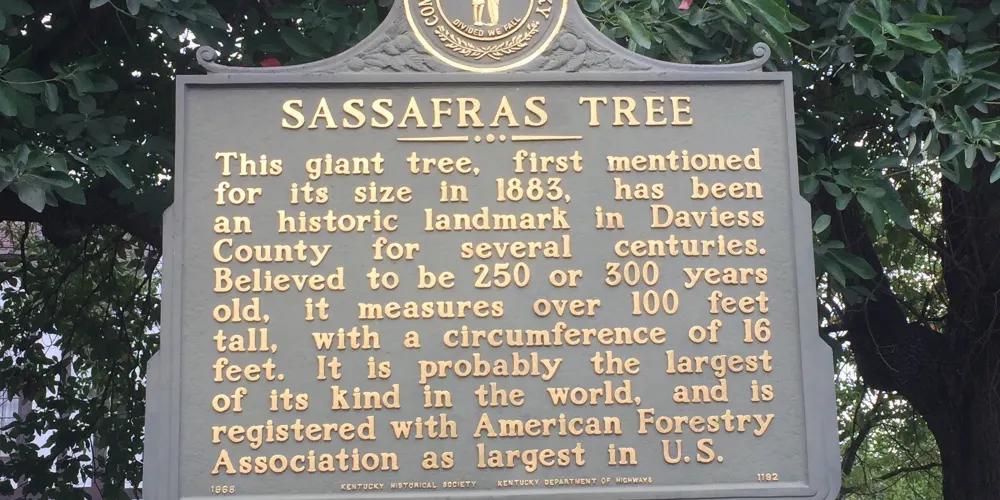 DIVIDED WE FALL
SASSAFRAS TREE
This giant tree, first mentioned
for its size in 1883, has been
an historic landmark in Daviess
County for several centuries.
Believed to be 250 or 300 years
old, it measures over 100 feet
tall, with a circumference of 16
feet. It is probably the largest
of its kind in the world, and is
registered with American Forestry
Association as largest in U.S.
1968 KENTUCKY HISTORICAL SOCIETY KENTUCKY DEPARTMENT OF HIGHWAYS 1192